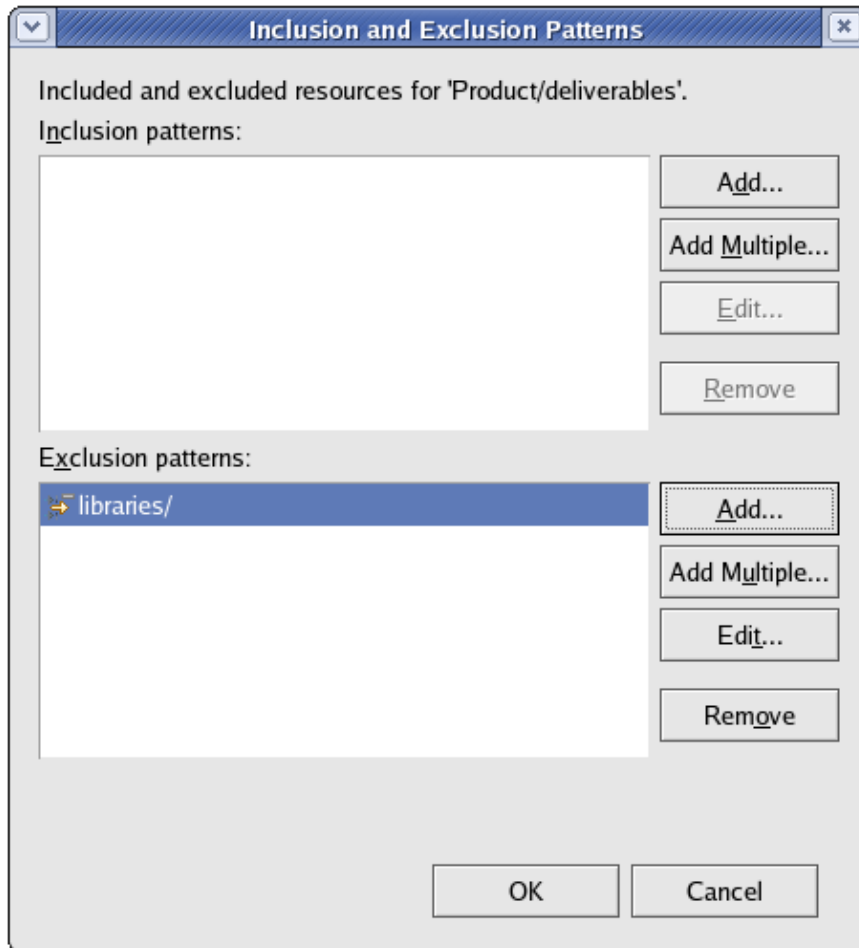 Inclusion and Exclusion Patterns
Included and excluded resources for 'Product/deliverables'.
Inclusion patterns:
Add...
Add Multiple...
Edit...
Remove
Exclusion patterns:
libraries/
Add...
Add Multiple...
Edit...
Remove
OK
Cancel